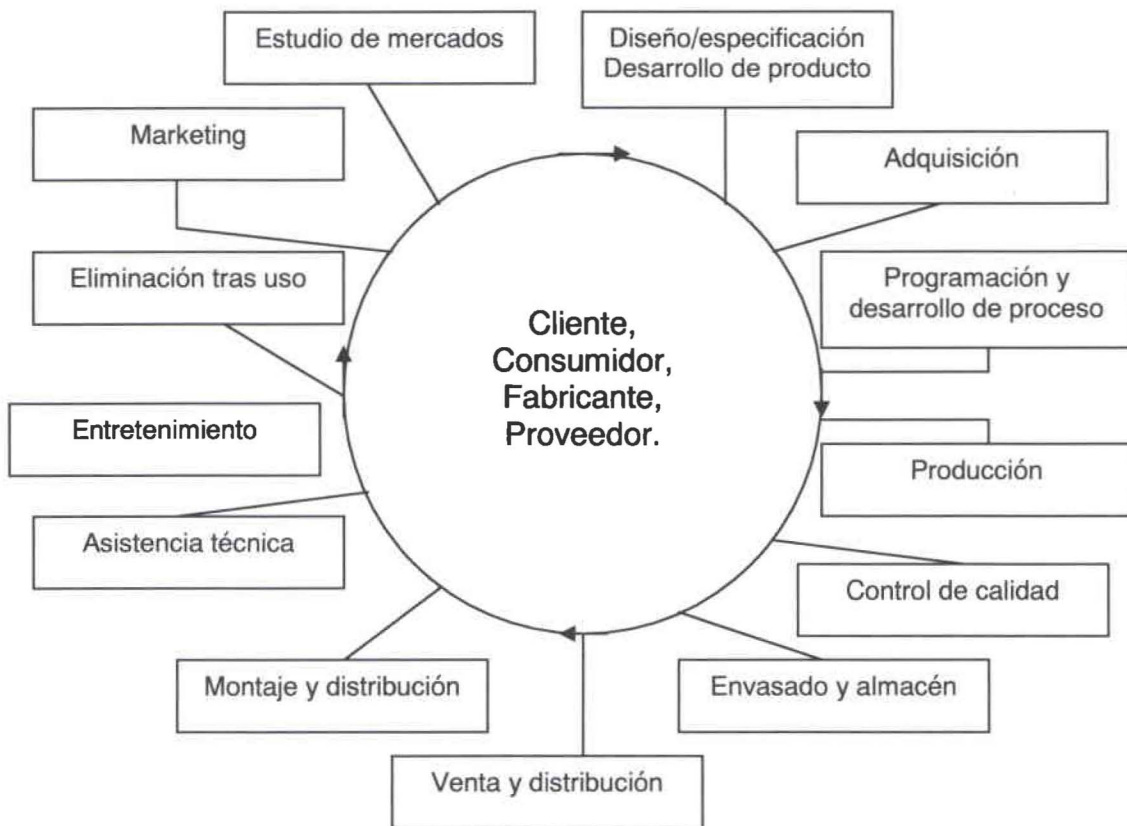 Estudio de mercados
Diseño/especificación
Desarrollo de producto
Marketing
Adquisición
Eliminación tras uso
Programación y
desarrollo de proceso
Cliente,
Consumidor,
Fabricante,
Proveedor.
Entretenimiento
Producción
Asistencia técnica
Control de calidad
Montaje y distribución
Envasado y almacén
Venta y distribución